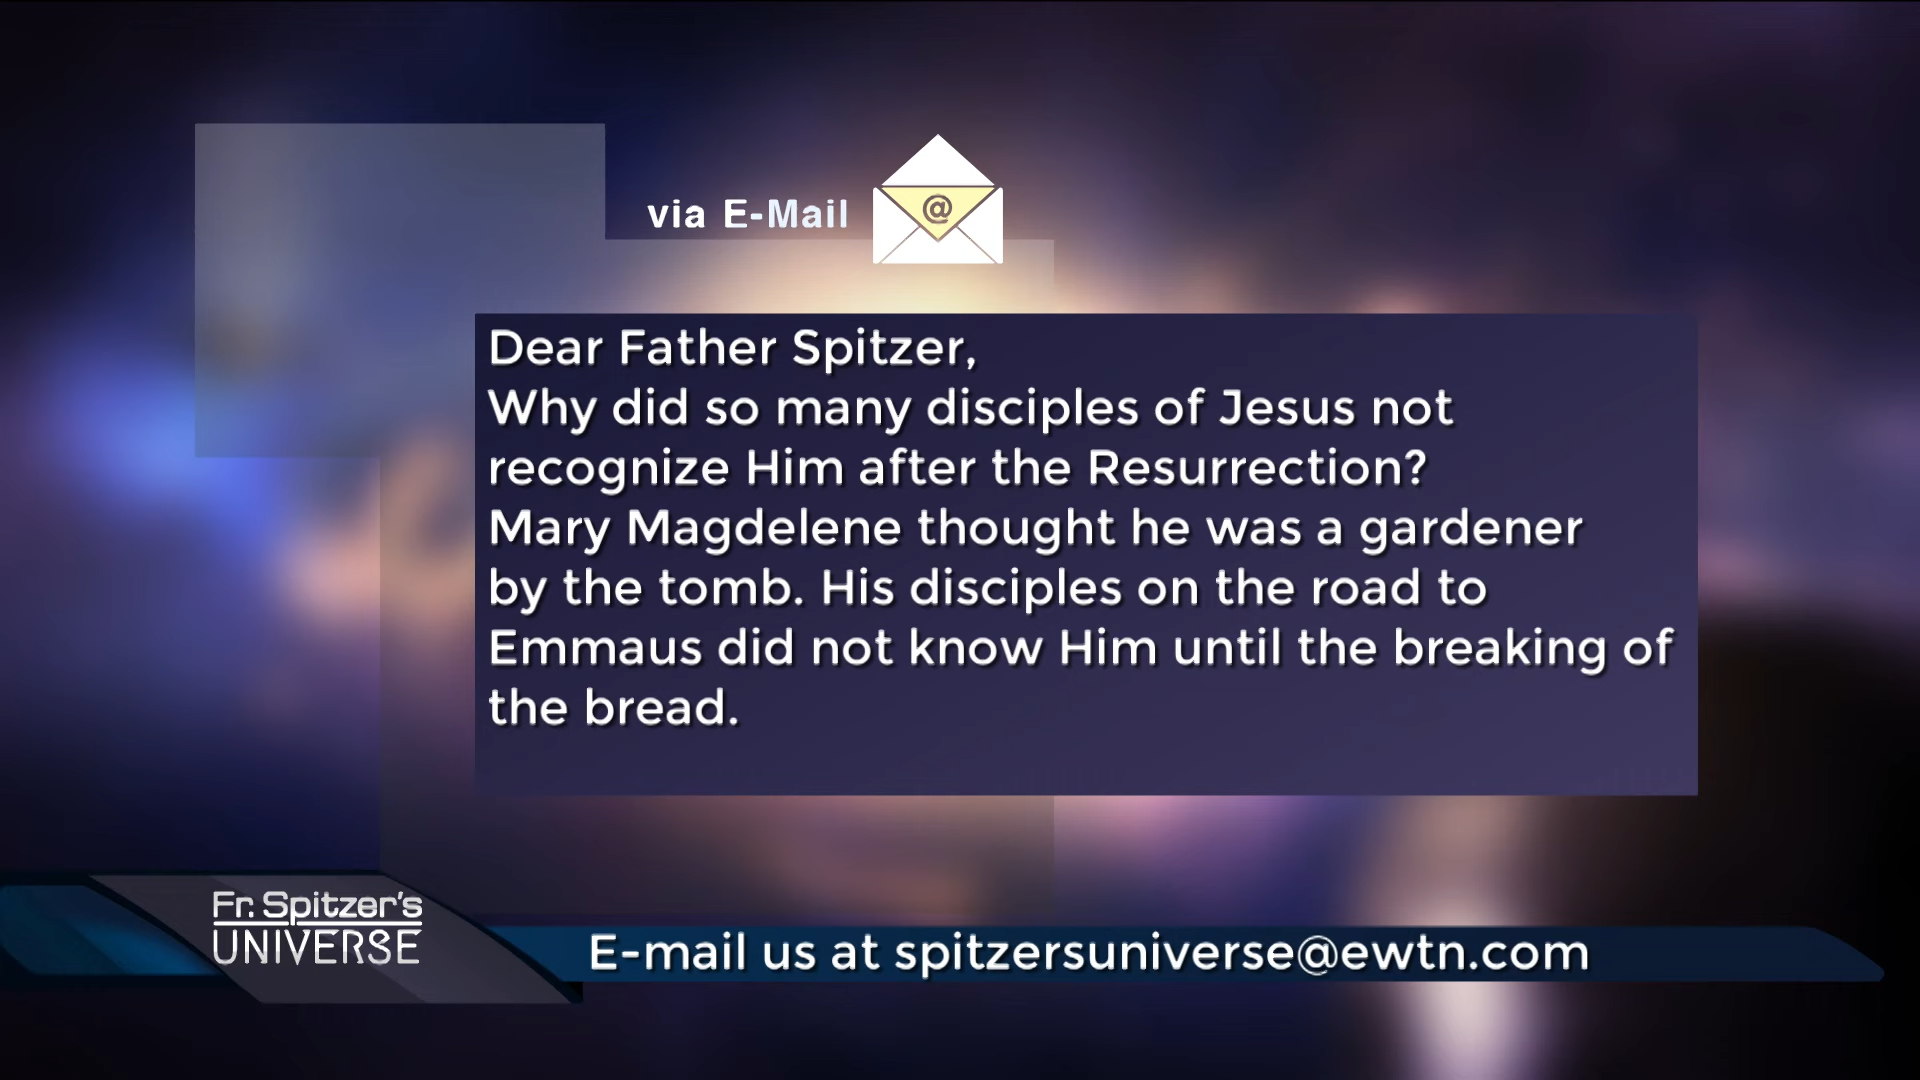 via E-Mail
@
Dear Father Spitzer,
Why did so many disciples of Jesus not
recognize Him after the Resurrection?
Mary Magdelene thought he was a gardener
by the tomb. His disciples on the road to
Emmaus did not know Him until the breaking of
the bread.
Fr. Spitzer's
UNIVERSE
E-mail us at spitzersuniverse@ewtn.com